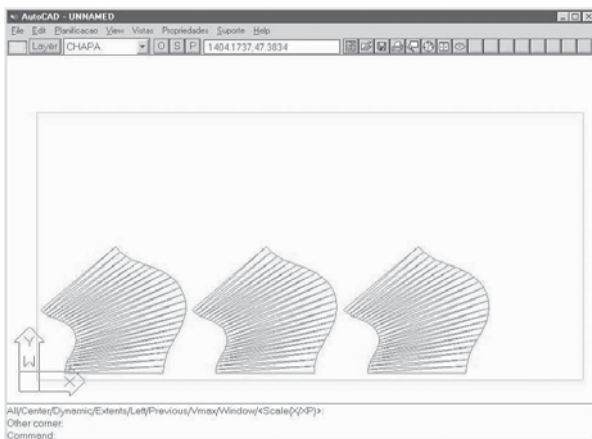 AutoCAD - UNNAMED
File Edit Planificacao View Vistas Propriedades Suporte Help
Layer CHAPA O S P 1404.1737,47.3834
Y
W
X
All/Center/Dynamic/Extents/Left/Previous/Vmax/Window/<Scale(X/XP)>:
Other corner:
Command: